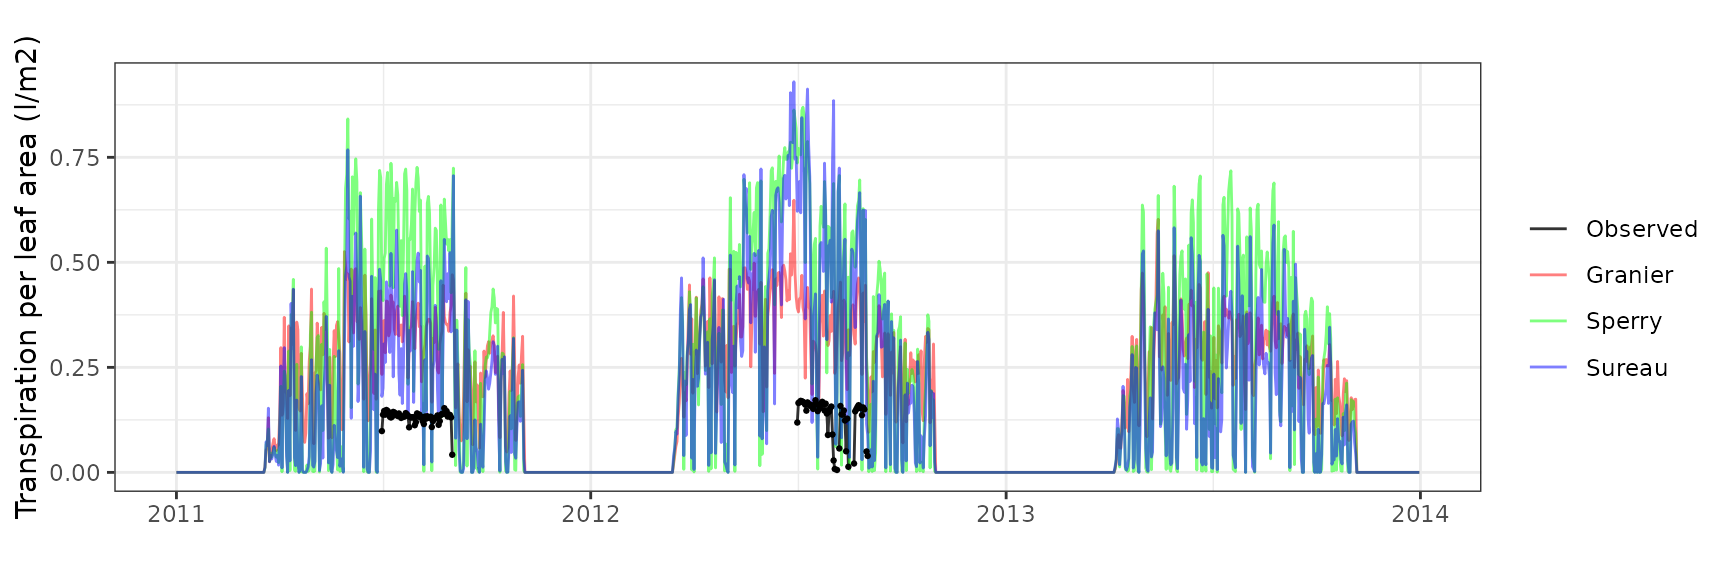 Transpiration per leaf area (l/m2)
0.75
0.50
0.25
0.00
2011
2012
2013
2014
Observed
Granier
Sperry
Sureau